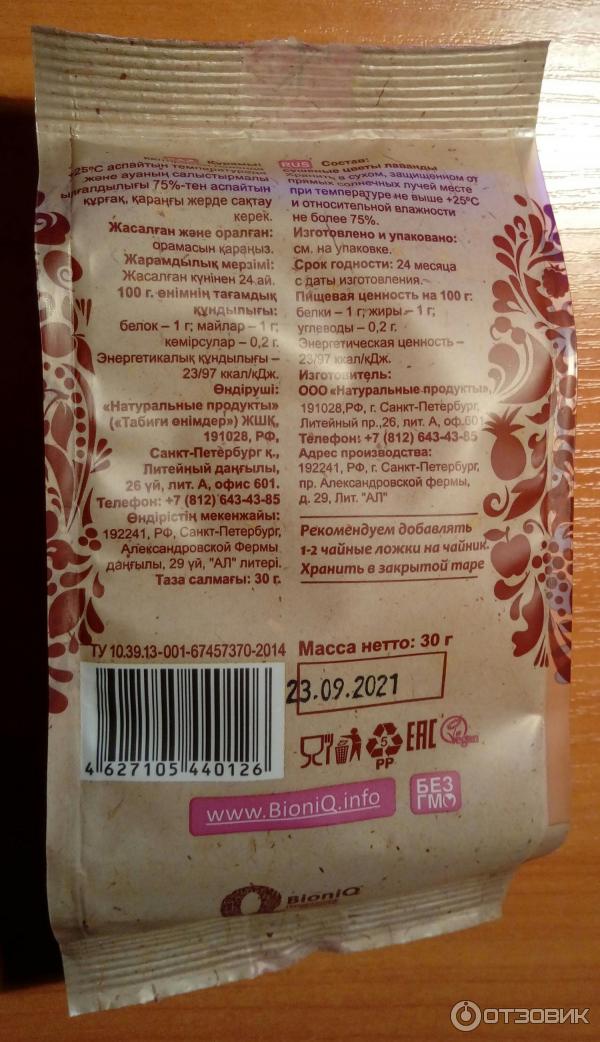 Құрамы:
+25ºС аспайтын температурада
және ауаның салыстырмалы
ылғалдылығы 75%-тен аспайтын
құрғақ, қараңғы жерде сақтау
керек.
Жасалған және оралған:
орамасын қараңыз.
Жарамдылық мерзімі:
Жасалған күнінен 24 ай.
100 г. өнімнің тағамдық
құндылығы:
белок – 1 г; майлар – 1 г;
көмірсулар – 0,2 г.
Энергетикалық құндылығы –
23/97 ккал/кДж.
Өндіруші:
«Натуральные продукты»
(«Табиғи өнімдер») ЖШҚ,
191028, РФ,
Санкт-Петербург қ.,
Литейный даңғылы,
26 үй, лит. А, офис 601.
Телефон: +7 (812) 643-43-85
Өндірістің мекенжайы:
192241, РФ, Санкт-Петербург,
Александровской Фермы
даңғылы, 29 үй, "АЛ" литері.
Таза салмағы: 30 г.
RUS Состав:
сушеные цветы лаванды
Хранить в сухом, защищенном от
прямых солнечных лучей месте
при температуре не выше +25ºС
и относительной влажности
не более 75%.
Изготовлено и упаковано:
см. на упаковке.
Срок годности: 24 месяца
с даты изготовления.
Пищевая ценность на 100г:
белки – 1 г; жиры – 1 г;
углеводы – 0,2 г.
Энергетическая ценность –
23/97 ккал/кДж.
Изготовитель:
ООО «Натуральные продукты»,
191028,РФ, г. Санкт-Петербург,
Литейный пр.,26, лит. А, оф.601
Телефон: +7 (812) 643-43-85
Адрес производства:
192241, РФ, г. Санкт-Петербург,
пр. Александровской фермы,
д. 29, Лит. "АЛ"
Рекомендуем добавлять
1-2 чайные ложки на чайник.
Хранить в закрытой таре
ТУ 10.39.13-001-67457370-2014
Масса нетто: 30 г
23.09.2021
4 627105 440126
5
PP
EAC
Vegan
www.BioniQ.info
БЕЗ
ГМО
BioniQ
ОТЗОВИК